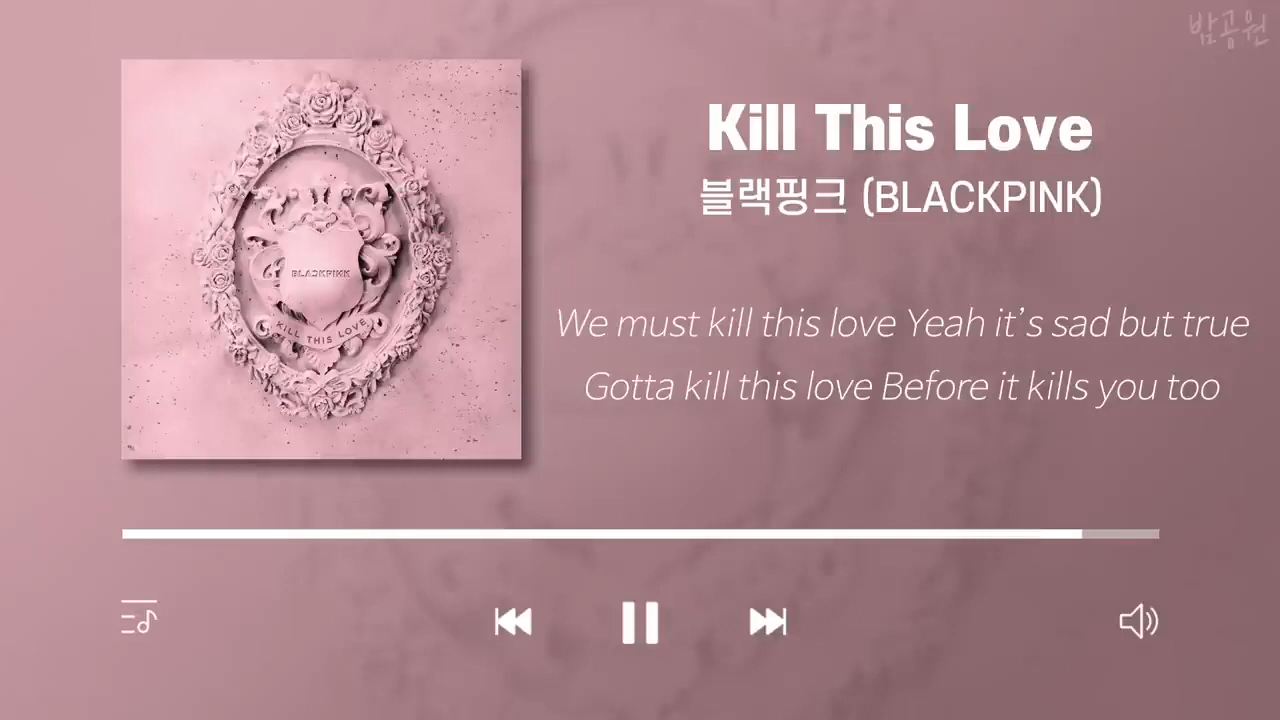 밤공원
Kill This Love
블랙핑크 (BLACKPINK)
BLACKPINK
KILL THIS LOVE
We must kill this love Yeah it’s sad but true
Gotta kill this love Before it kills you too